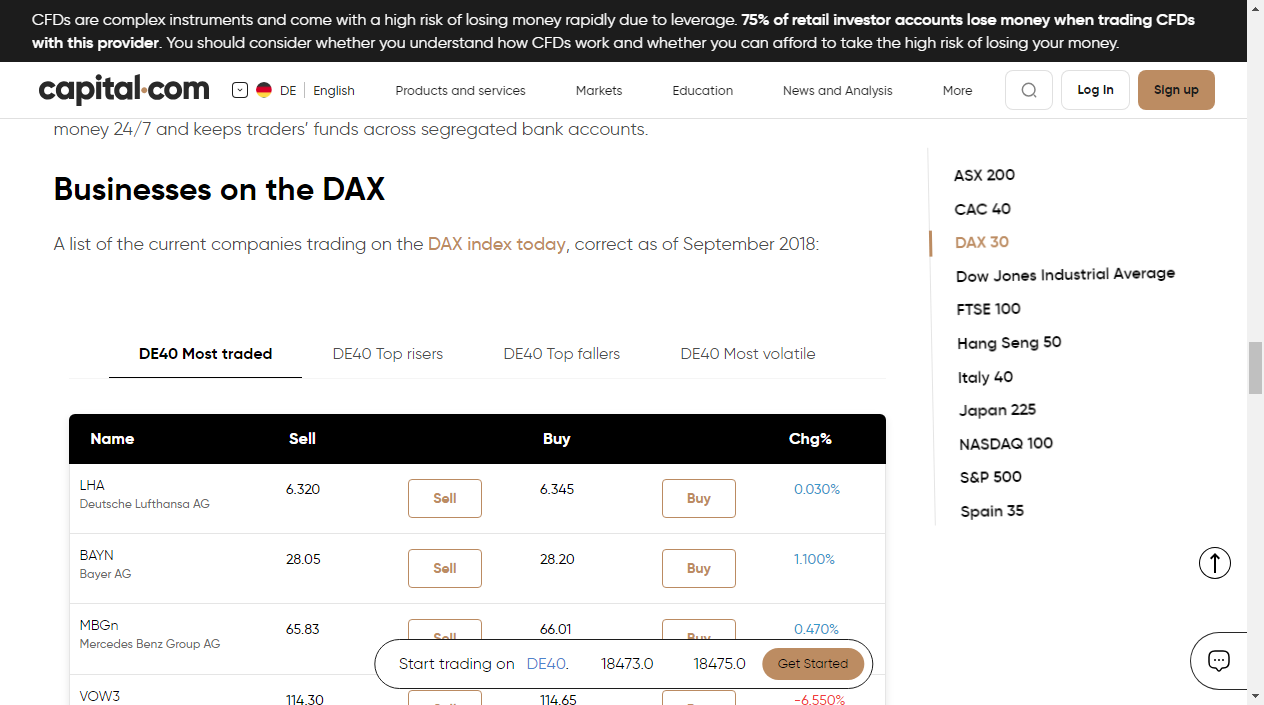 CFDs are complex instruments and come with a high risk of losing money rapidly due to leverage. 75% of retail investor accounts lose money when trading CFDs
with this provider. You should consider whether you understand how CFDs work and whether you can afford to take the high risk of losing your money.
capital.com
DE English
Products and services
Markets
Education
News and Analysis
More
Log In
Sign up
money 24/7 and keeps traders’ funds across segregated bank accounts.
Businesses on the DAX
A list of the current companies trading on the DAX index today, correct as of September 2018:
DE40 Most traded
DE40 Top risers
DE40 Top fallers
DE40 Most volatile
Name Sell Buy Chg%
LHA
Deutsche Lufthansa AG
6.320 Sell 6.345 Buy 0.030%
BAYN
Bayer AG
28.05 Sell 28.20 Buy 1.100%
MBGn
Mercedes Benz Group AG
65.83 Sell 66.01 Buy 0.470%
VOW3
114.30 114.65 -6.550%
Start trading on DE40. 18473.0 18475.0 Get Started
ASX 200
CAC 40
DAX 30
Dow Jones Industrial Average
FTSE 100
Hang Seng 50
Italy 40
Japan 225
NASDAQ 100
S&P 500
Spain 35